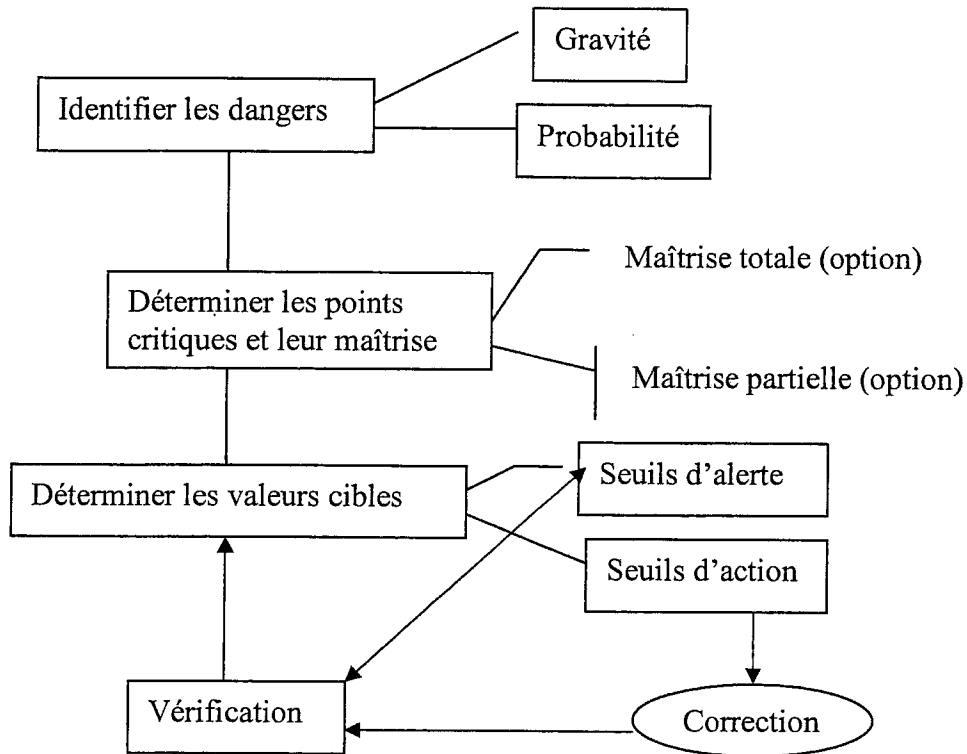 Gravité
Identifier les dangers
Probabilité
Maîtrise totale (option)
Déterminer les points
critiques et leur maîtrise
Maîtrise partielle (option)
Seuils d'alerte
Déterminer les valeurs cibles
Seuils d'action
Vérification
Correction